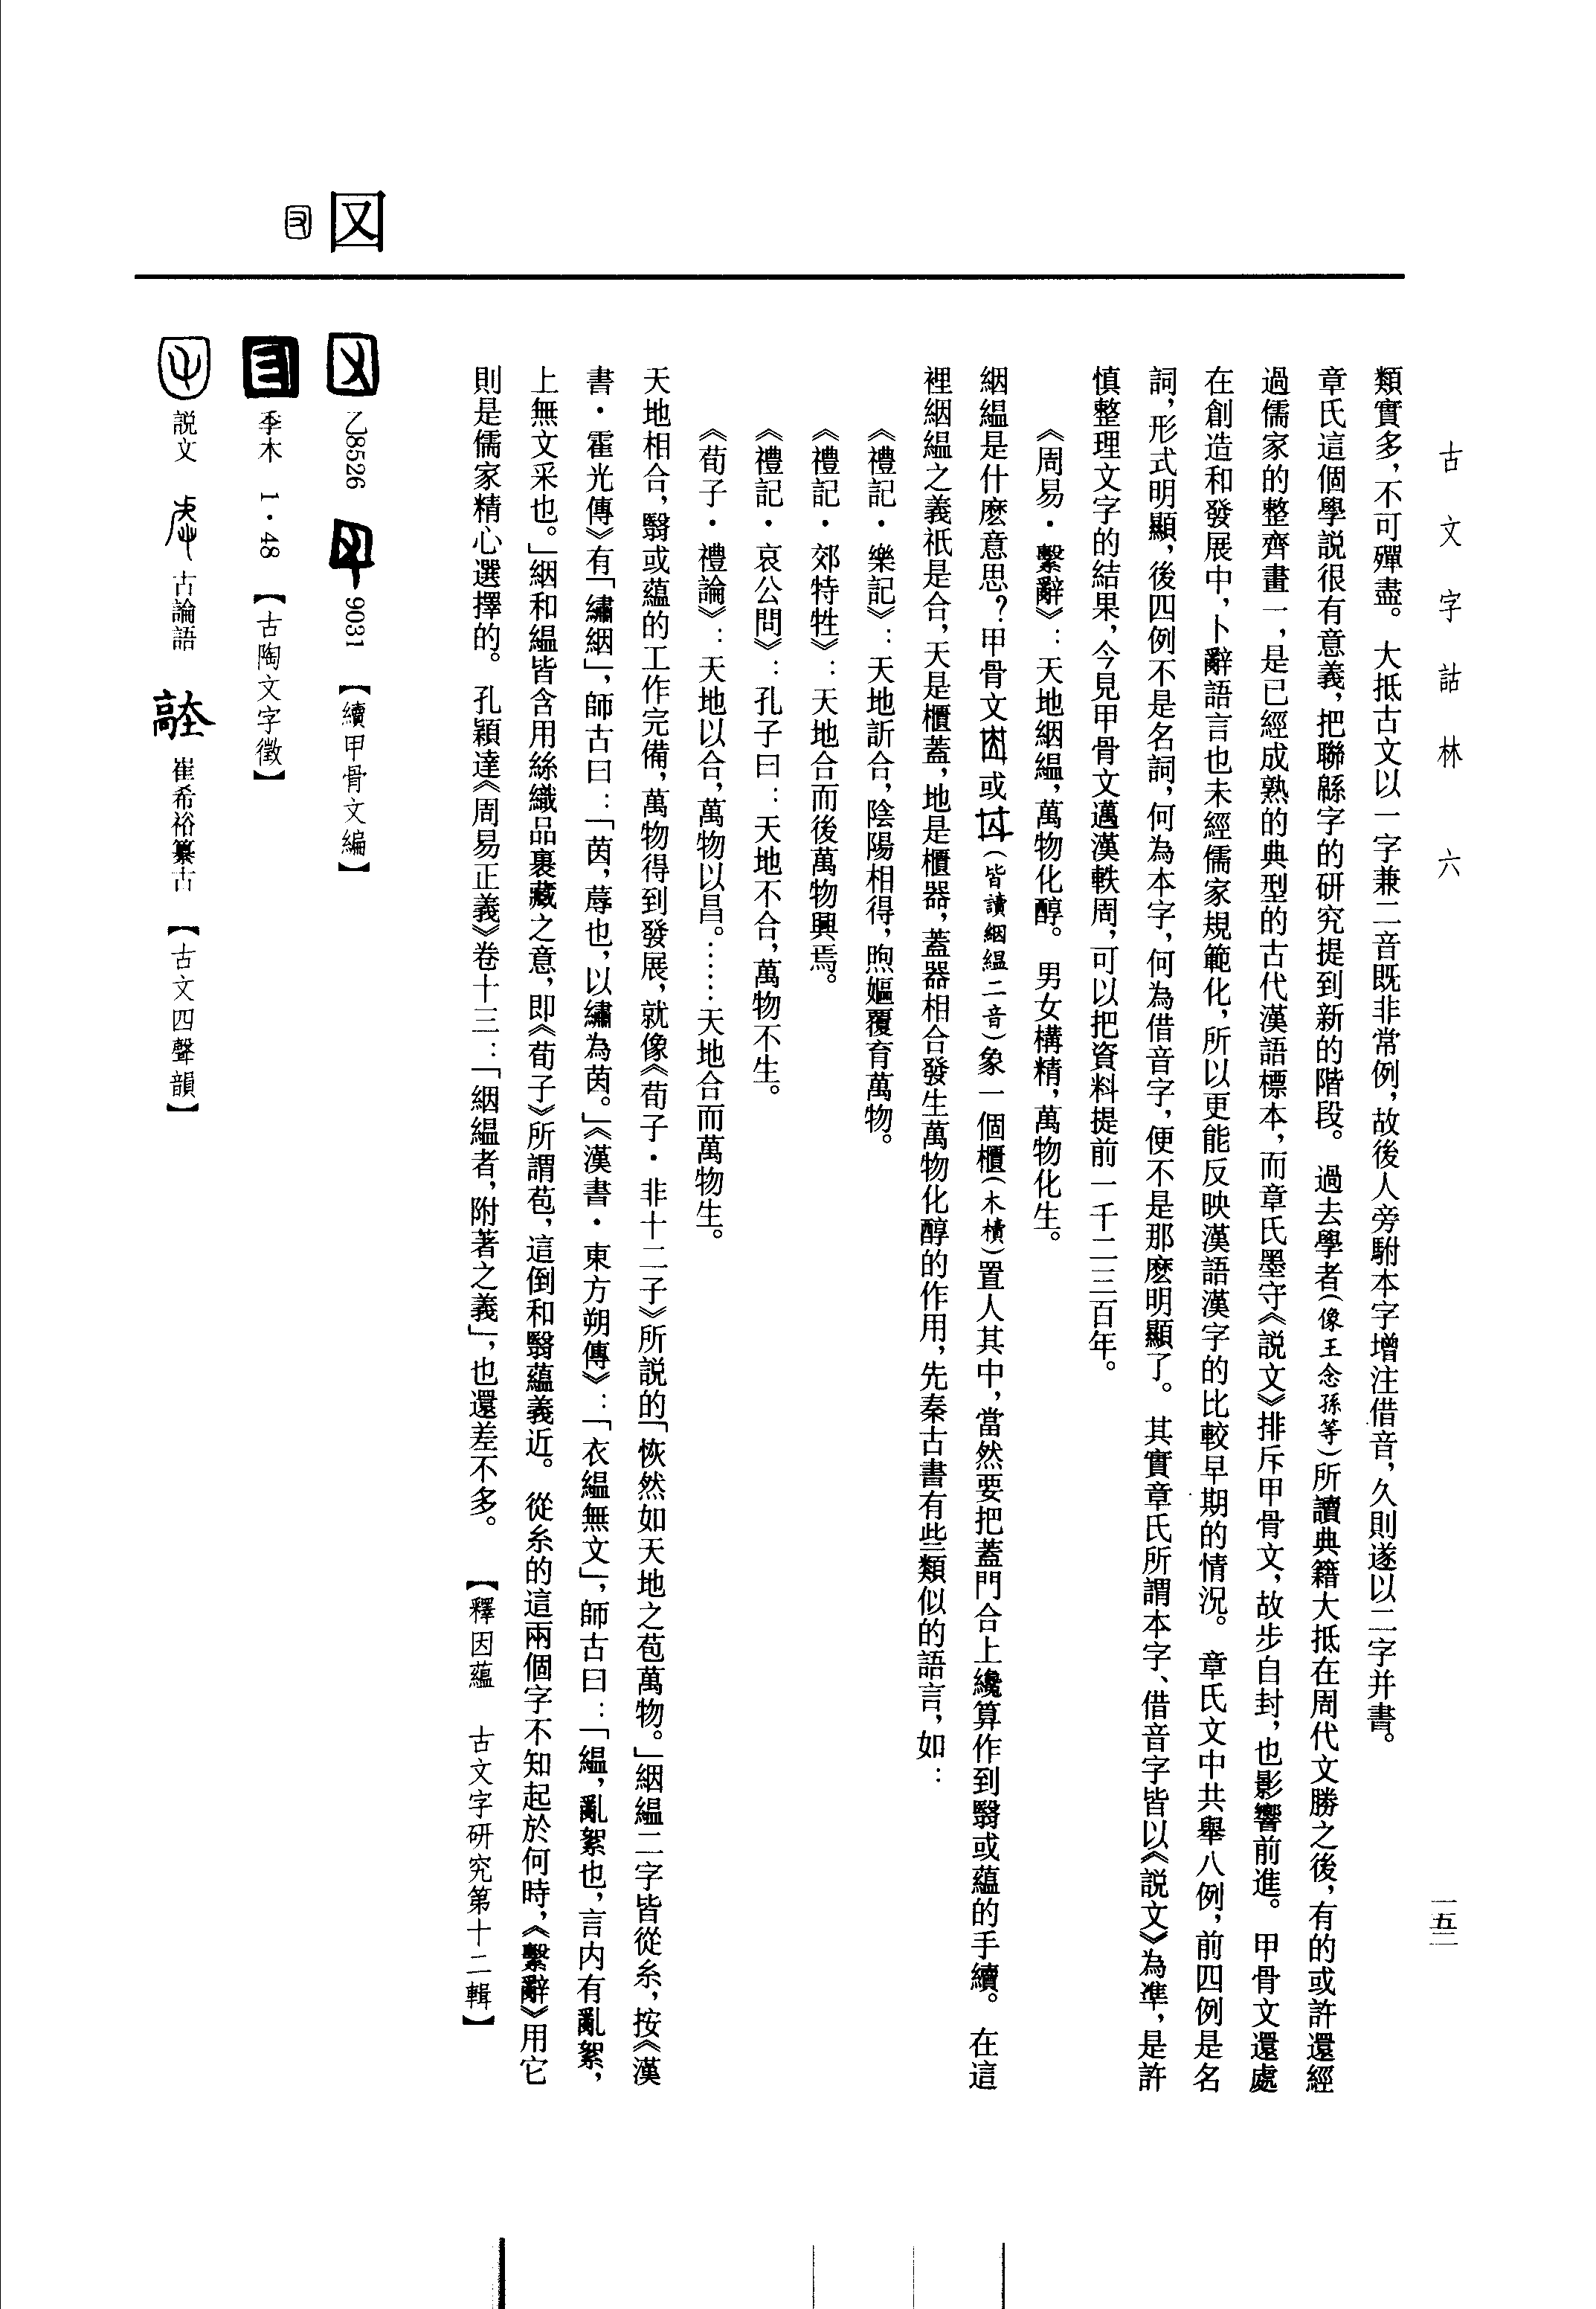 古文字詁林 六
一五二
類實多，不可殫盡。大抵古文以一字兼二音既非常例，故後人旁駙本字增注借音，久則遂以二字并書。
章氏這個學説很有意義，把聯緜字的研究提到新的階段。過去學者（像王念孫等）所讀典籍大抵在周代文勝之後，有的或許還經
過儒家的整齊畫一，是已經成熟的典型的古代漢語標本，而章氏墨守《説文》排斥甲骨文，故步自封，也影響前進。甲骨文還處
在創造和發展中，卜辭語言也未經儒家規範化，所以更能反映漢語漢字的比較早期的情況。章氏文中共舉八例，前四例是名
詞，形式明顯，後四例不是名詞，何為本字，何為借音字，便不是那麽明顯了。其實章氏所謂本字、借音字皆以《説文》為準，是許
慎整理文字的結果，今見甲骨文邁漢軼周，可以把資料提前一千二三百年。
《周易·繫辭》：天地絪緼，萬物化醇。男女構精，萬物化生。
絪緼是什麽意思？甲骨文或（皆讀絪緼二音）象一個櫃（木櫝）置人其中，當然要把蓋門合上纔算作到翳或藴的手續。在這
裡絪緼之義祇是合，天是櫃蓋，地是櫃器，蓋器相合發生萬物化醇的作用，先秦古書有些類似的語言，如：
《禮記·樂記》：天地訢合，陰陽相得，煦嫗覆育萬物。
《禮記·郊特牲》：天地合而後萬物興焉。
《禮記·哀公問》：孔子曰：天地不合，萬物不生。
《荀子·禮論》：天地以合，萬物以昌。……天地合而萬物生。
天地相合，翳或藴的工作完備，萬物得到發展，就像《荀子·非十二子》所説的「恢然如天地之苞萬物。」絪緼二字皆從糸，按《漢
書·霍光傳》有「繡絪」，師古曰：「茵，蓐也，以繡為茵。」《漢書·東方朔傳》：「衣緼無文」，師古曰：「緼，亂絮也，言内有亂絮，
上無文采也。」絪和緼皆含用絲織品裹藏之意，即《荀子》所謂苞，這倒和翳藴義近。從糸的這兩個字不知起於何時，《繫辭》用它
則是儒家精心選擇的。孔穎達《周易正義》卷十三：「絪緼者，附著之義」，也還差不多。【釋因藴 古文字研究第十二輯】
囡
乙8526 9031【續甲骨文編】
季木 1·48【古陶文字徵】
説文 古論語 崔希裕纂古【古文四聲韻】